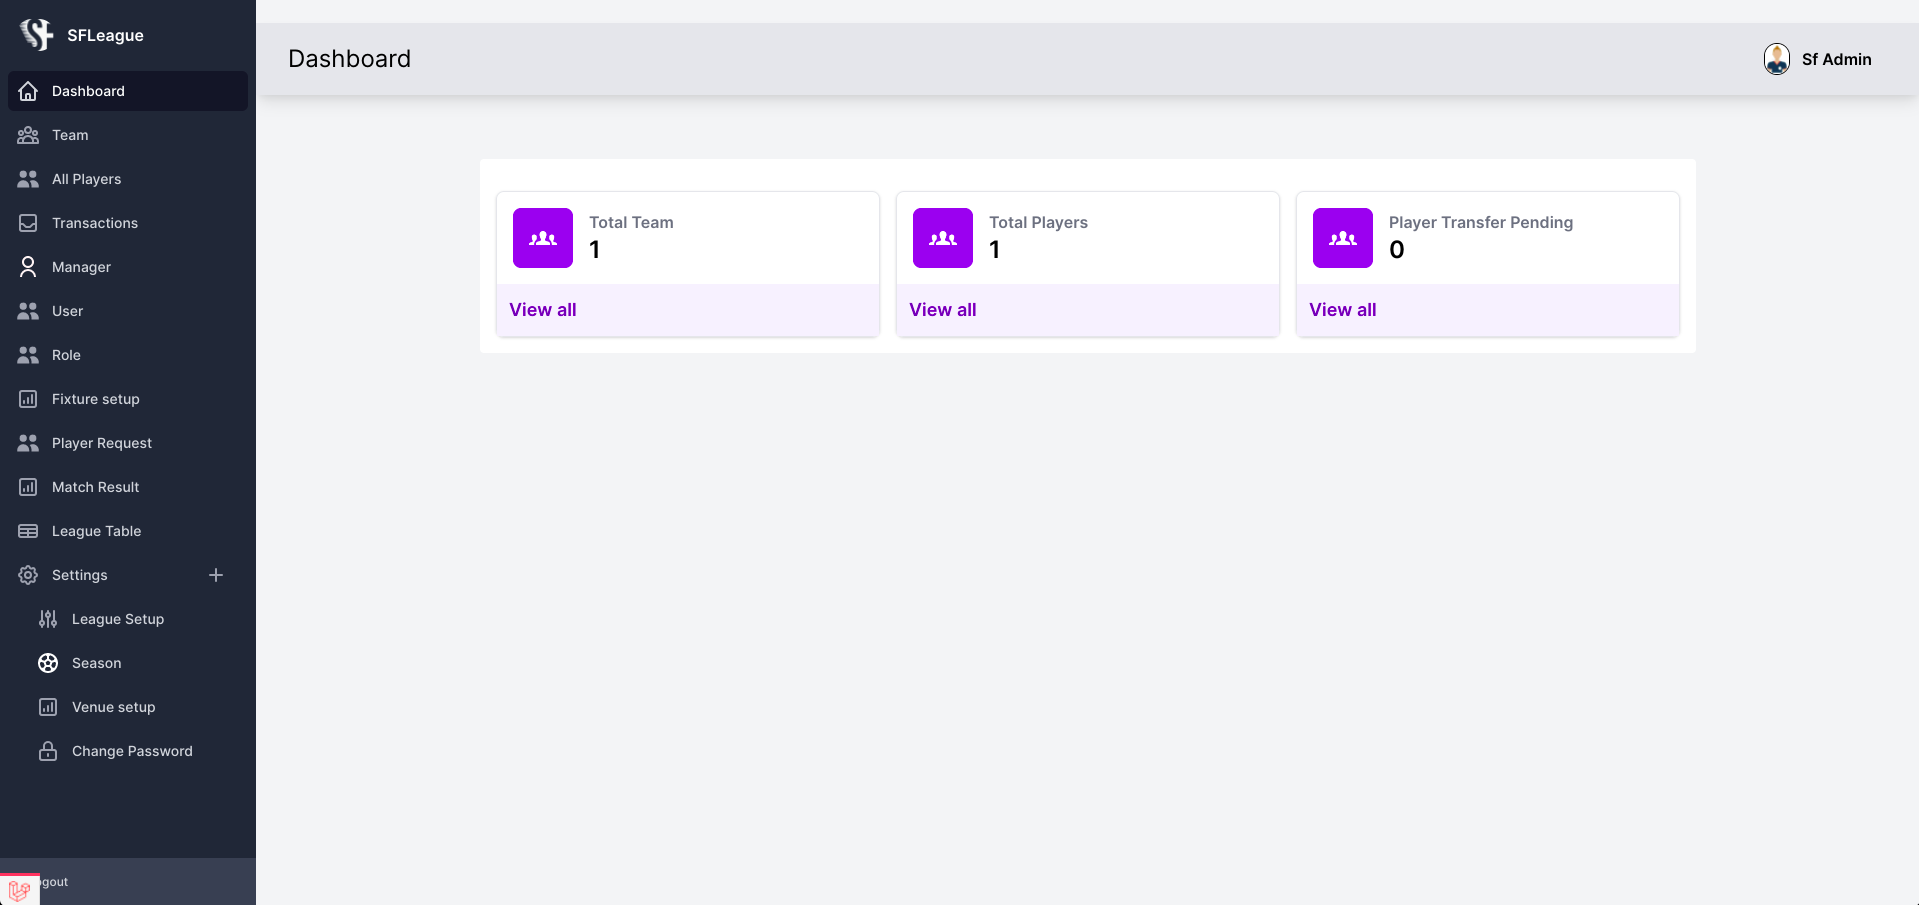 SFLeague
Dashboard
Team
All Players
Transactions
Manager
User
Role
Fixture setup
Player Request
Match Result
League Table
Settings
League Setup
Season
Venue setup
Change Password
ogout
Dashboard
Sf Admin
Total Team
1
View all
Total Players
1
View all
Player Transfer Pending
0
View all